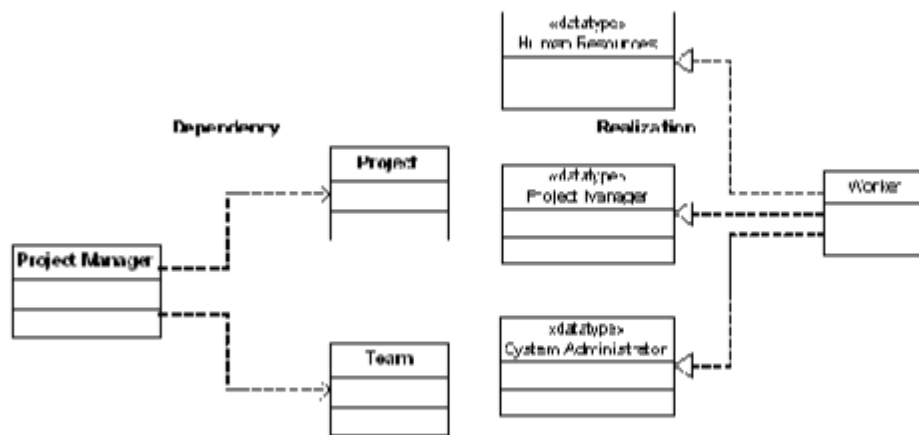 Dependency
Project
Project Manager
Team
«datatype»
Human Resources
Realization
«datatype»
Project Manager
Worker
«datatype»
System Administrator